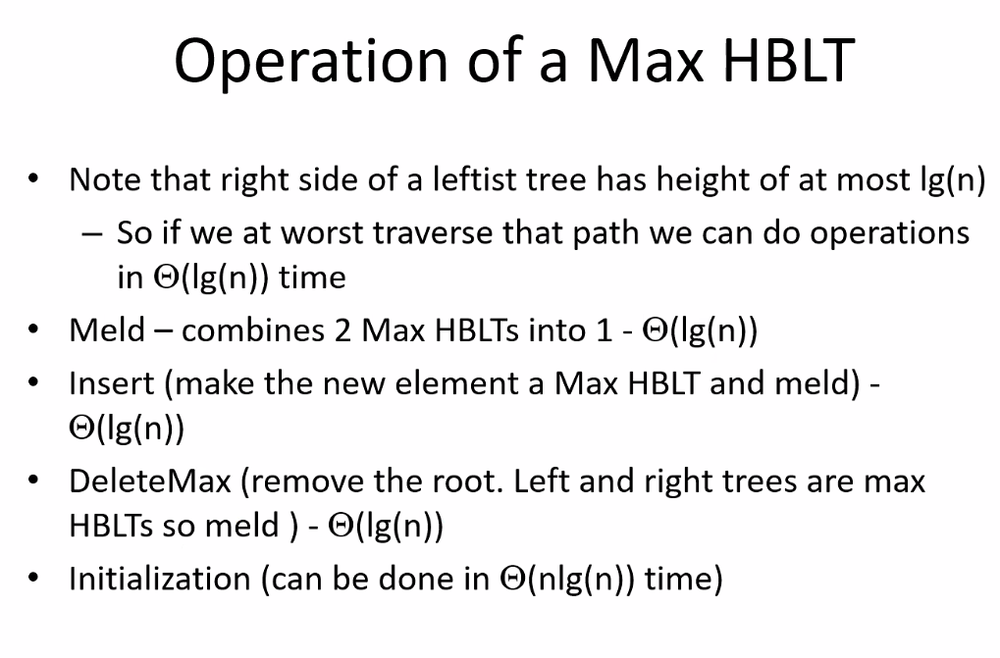 Operation of a Max HBLT
• Note that right side of a leftist tree has height of at most lg(n)
– So if we at worst traverse that path we can do operations
in Θ(lg(n)) time
• Meld – combines 2 Max HBLTs into 1 - Θ(lg(n))
• Insert (make the new element a Max HBLT and meld) -
Θ(lg(n))
• DeleteMax (remove the root. Left and right trees are max
HBLTs so meld ) - Θ(lg(n))
• Initialization (can be done in Θ(nlg(n)) time)